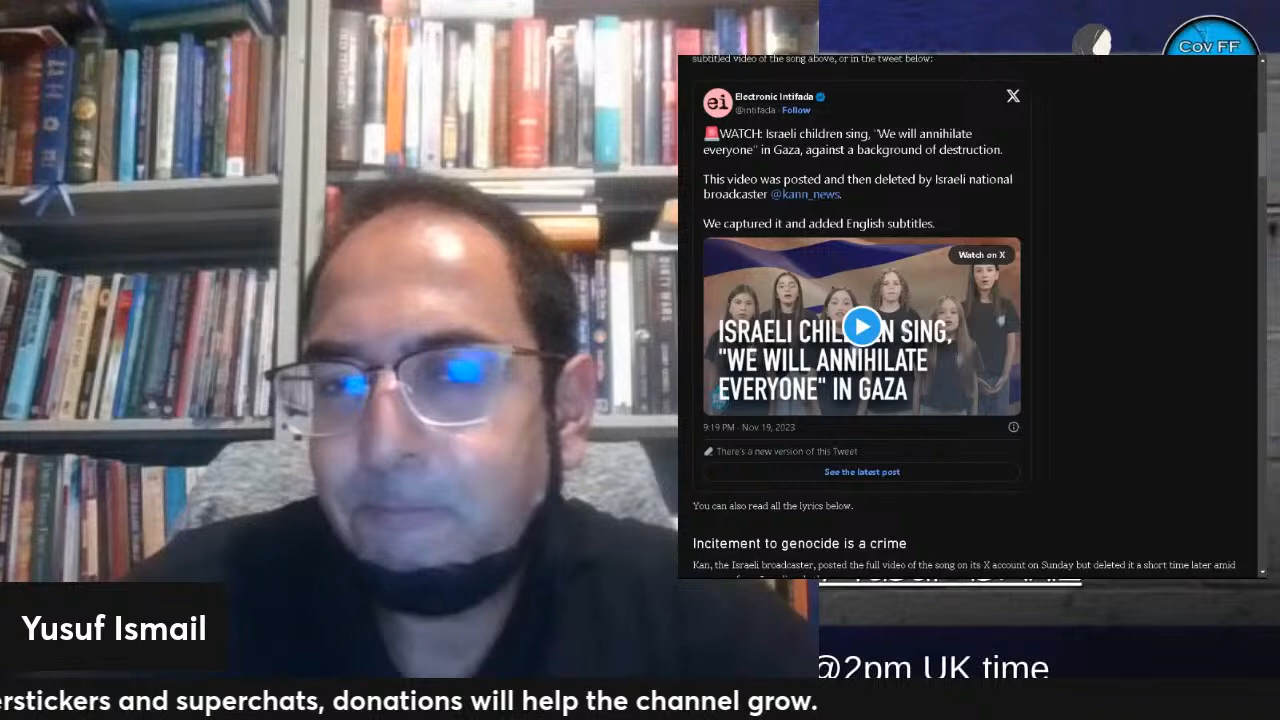 COV FF
subtitled video of the song above, or in the tweet below:
ei
Electronic Intifada
@intifada · Follow
🚨WATCH: Israeli children sing, "We will annihilate
everyone" in Gaza, against a background of destruction.
This video was posted and then deleted by Israeli national
broadcaster @kann_news.
We captured it and added English subtitles.
Watch on X
ISRAELI CHIL EN SING,
"WE WILL ANNIHILATE
EVERYONE" IN GAZA
9:19 PM · Nov 19, 2023
There's a new version of this Tweet
See the latest post
You can also read all the lyrics below.
Incitement to genocide is a crime
Kan, the Israeli broadcaster, posted the full video of the song on its X account on Sunday but deleted it a short time later amid
DIRTY WARS
Yusuf Ismail
@2pm UK time
erstickers and superchats, donations will help the channel grow.